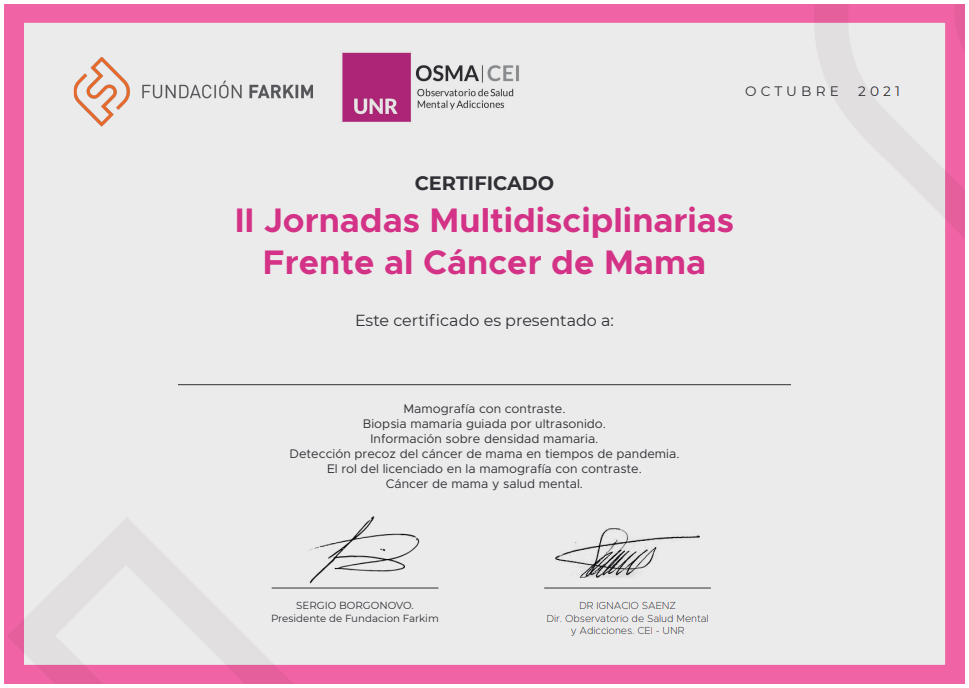 FUNDACIÓN FARKIM
UNR
OSMA|CEI
Observatorio de Salud
Mental y Adicciones
OCTUBRE 2021
CERTIFICADO
II Jornadas Multidisciplinarias
Frente al Cáncer de Mama
Este certificado es presentado a:
Mamografía con contraste.
Biopsia mamaria guiada por ultrasonido.
Información sobre densidad mamaria.
Detección precoz del cáncer de mama en tiempos de pandemia.
El rol del licenciado en la mamografía con contraste.
Cáncer de mama y salud mental.
SERGIO BORGONOVO.
Presidente de Fundacion Farkim
DR IGNACIO SAENZ
Dir. Observatorio de Salud Mental
y Adicciones. CEI - UNR